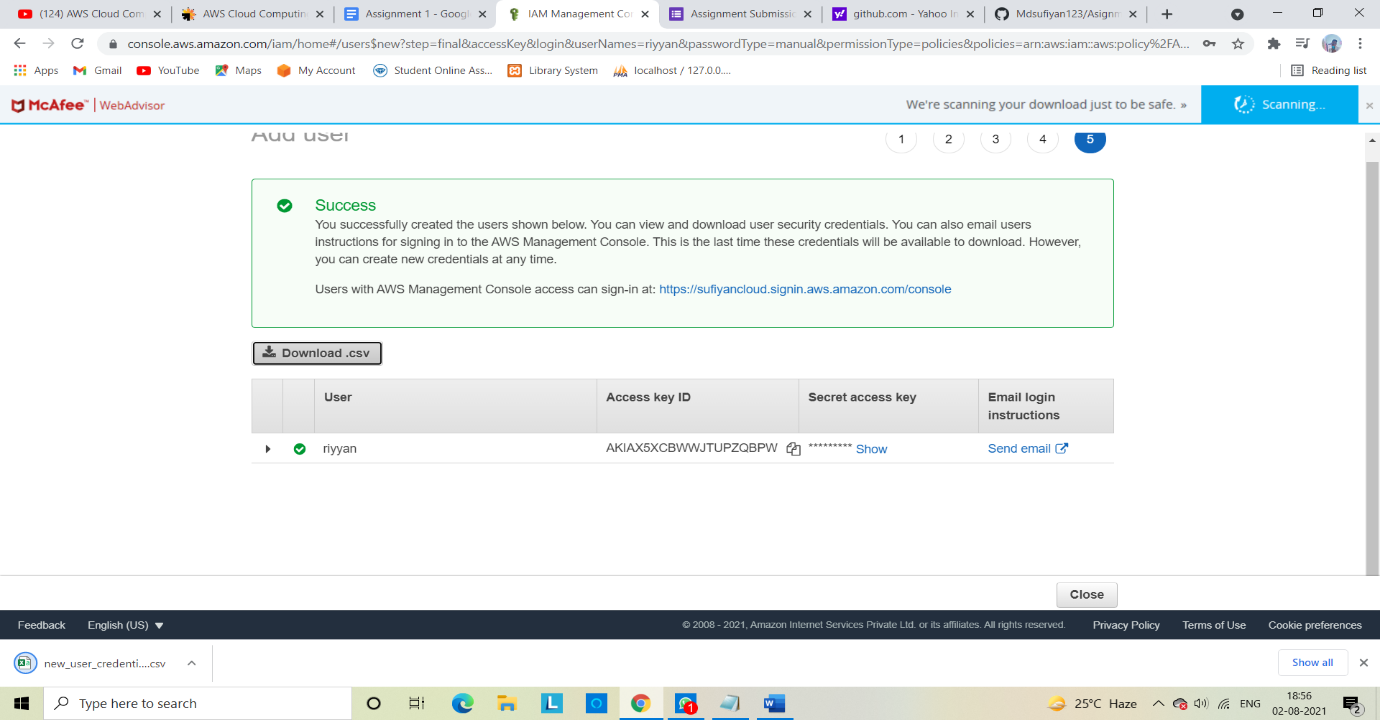 (124) AWS Cloud Com
AWS Cloud Computin
Assignment 1 - Googl
IAM Management Co
Assignment Submissio
github.com - Yahoo In
Mdsufiyan123/Asignm
console.aws.amazon.com/iam/home#/users$new?step=final&accessKey&login&userNames=riyyan&passwordType=manual&permissionType=policies&policies=arn:aws:iam::aws:policy%2FA...
Apps
Gmail
YouTube
Maps
My Account
Student Online Ass...
Library System
localhost / 127.0.0....
Reading list
McAfee™ | WebAdvisor
We're scanning your download just to be safe. »
Scanning...
Add user
1 2 3 4 5
Success
You successfully created the users shown below. You can view and download user security credentials. You can also email users
instructions for signing in to the AWS Management Console. This is the last time these credentials will be available to download. However,
you can create new credentials at any time.
Users with AWS Management Console access can sign-in at: https://sufiyancloud.signin.aws.amazon.com/console
Download .csv
User
Access key ID
Secret access key
Email login
instructions
riyyan
AKIAX5XCBWWJTUPZQBPW
********* Show
Send email
Close
Feedback
English (US)
© 2008 - 2021, Amazon Internet Services Private Ltd. or its affiliates. All rights reserved.
Privacy Policy
Terms of Use
Cookie preferences
new_user_credenti....csv
Show all
Type here to search
L
1
W
25°C Haze
ENG
18:56
02-08-2021
2